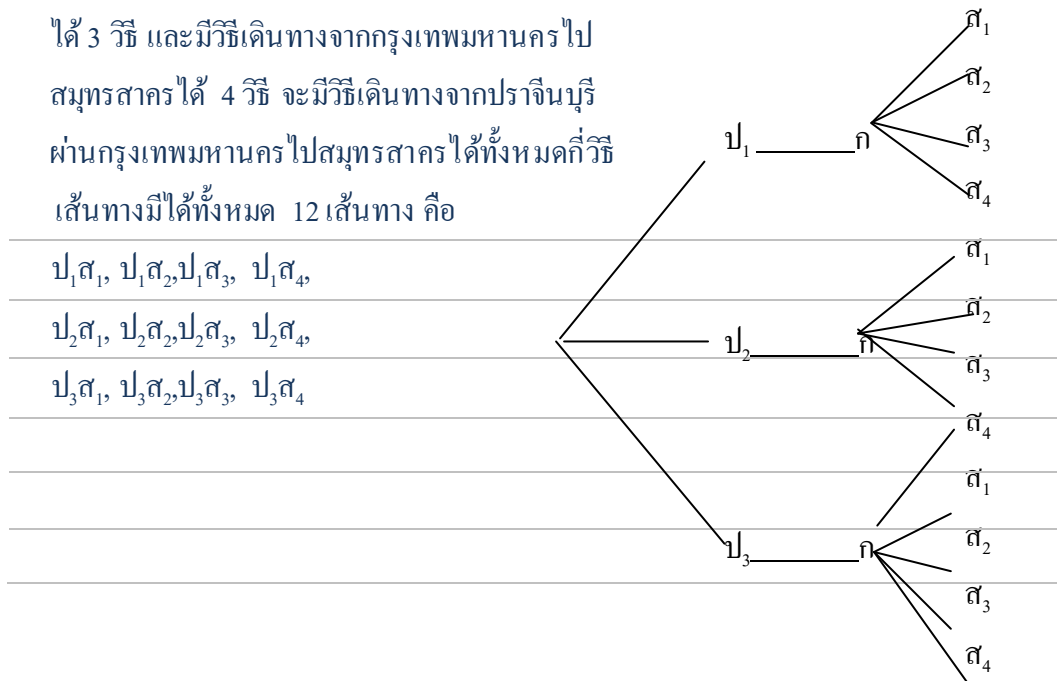 ได้ 3 วิธี และมีวิธีเดินทางจากกรุงเทพมหานครไป
สมุทรสาครได้ 4 วิธี จะมีวิธีเดินทางจากปราจีนบุรี
ผ่านกรุงเทพมหานครไปสมุทรสาครได้ทั้งหมดกี่วิธี
เส้นทางมีได้ทั้งหมด 12 เส้นทาง คือ
ป₁ส₁, ป₁ส₂,ป₁ส₃, ป₁ส₄,
ป₂ส₁, ป₂ส₂,ป₂ส₃, ป₂ส₄,
ป₃ส₁, ป₃ส₂,ป₃ส₃, ป₃ส₄
ส₁
ส₂
ป₁ ก ส₃
ส₄
ส₁
ส₂
ป₂ ก
ส₃
ส₄
ส₁
ส₂
ป₃ ก
ส₃
ส₄